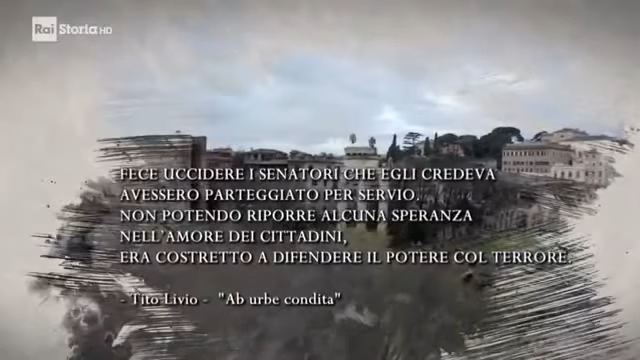 Rai Storia HD
FECE UCCIDERE I SENATORI CHE EGLI CREDEVA
AVESSERO PARTEGGIATO PER SERVIO.
NON POTENDO RIPORRE ALCUNA SPERANZA
NELL'AMORE DEI CITTADINI,
ERA COSTRETTO A DIFENDERE IL POTERE COL TERRORE.
- Tito Livio - "Ab urbe condita"